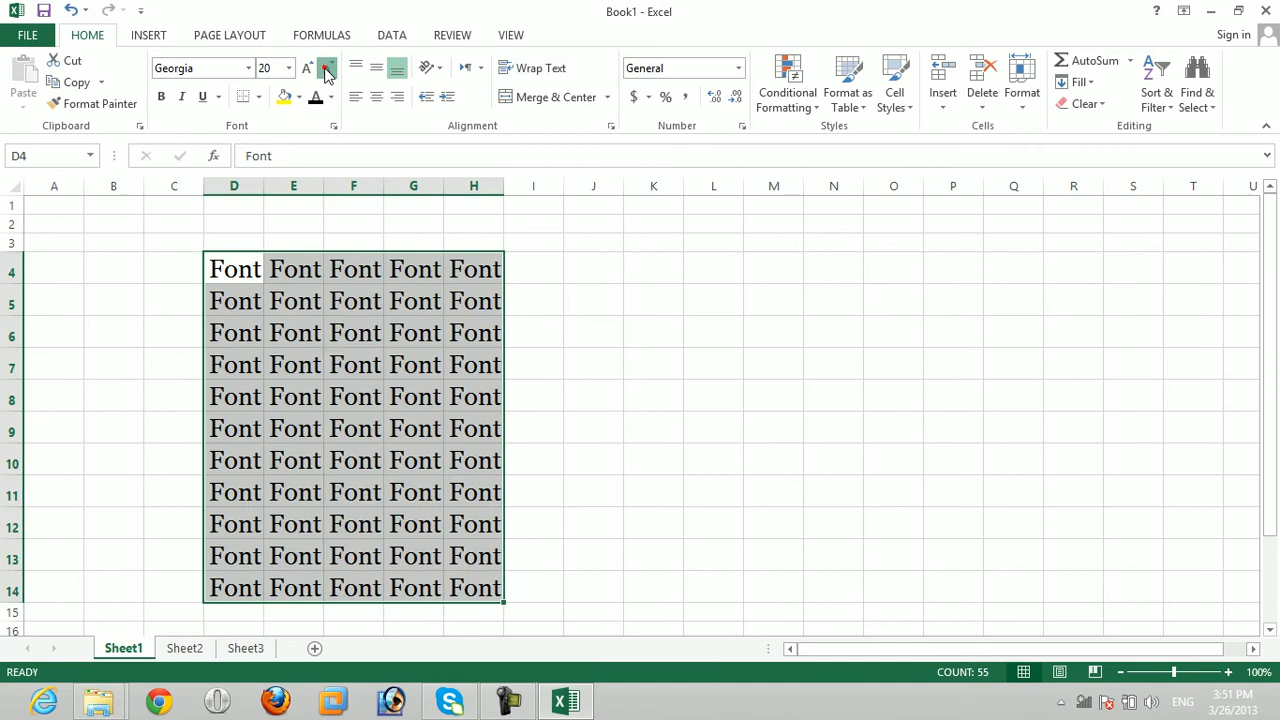 Book1 - Excel
?
FILE HOME INSERT PAGE LAYOUT FORMULAS DATA REVIEW VIEW Sign in
Paste Cut Copy Format Painter
Clipboard
Georgia 20 A
B I U A
Font
Wrap Text
Merge & Center
Alignment
General
$ % , .00 .0
Number
Conditional Formatting Format as Table Cell Styles
Styles
Insert Delete Format
Cells
AutoSum Fill Clear Sort & Filter Find & Select
Editing
D4 fx Font
A B C D E F G H I J K L M N O P Q R S T U
1
2
3
4 Font Font Font Font Font
5 Font Font Font Font Font
6 Font Font Font Font Font
7 Font Font Font Font Font
8 Font Font Font Font Font
9 Font Font Font Font Font
10 Font Font Font Font Font
11 Font Font Font Font Font
12 Font Font Font Font Font
13 Font Font Font Font Font
14 Font Font Font Font Font
15
16
Sheet1 Sheet2 Sheet3
READY COUNT: 55 100%
ENG 3:51 PM
3/26/2013